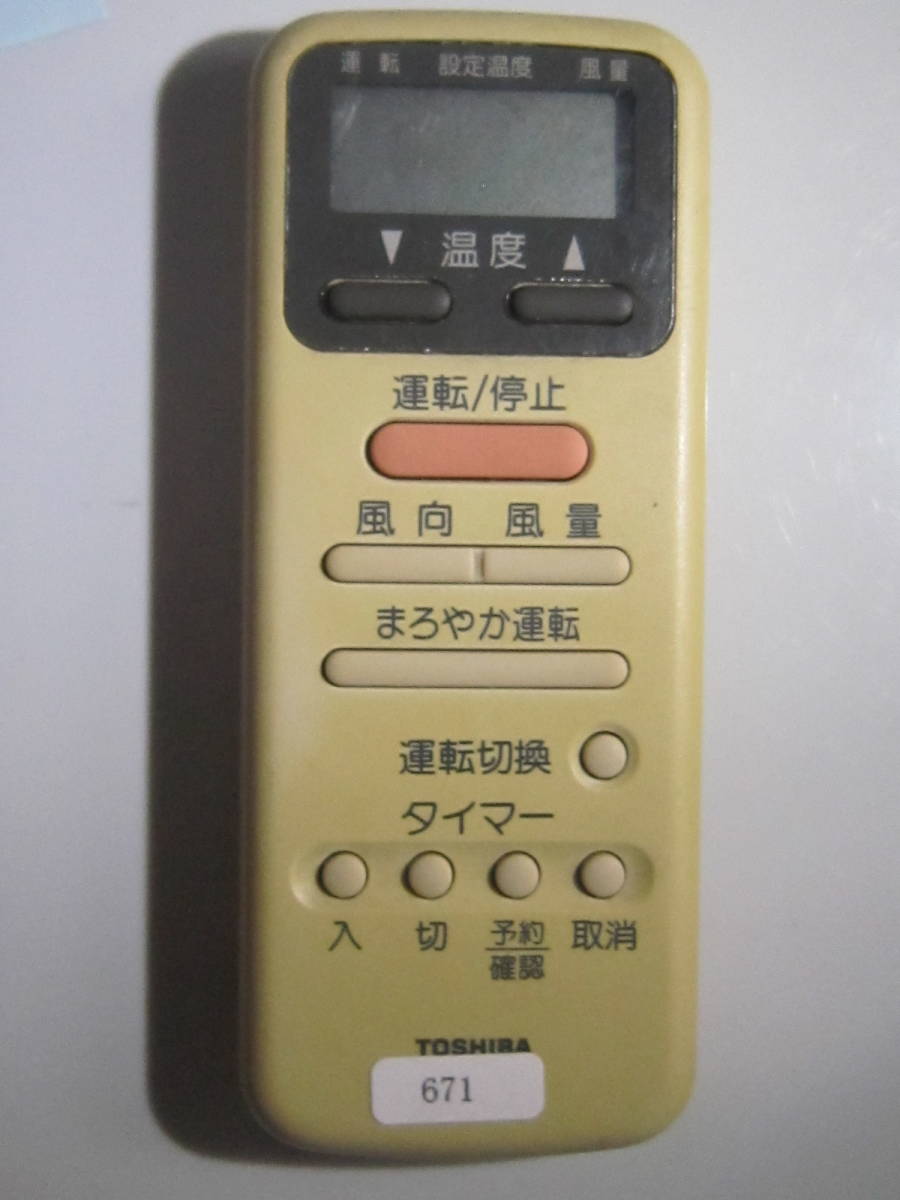 運転 設定温度 風量
▼ 温度 ▲
運転/停止
風向 風量
まろやか運転
運転切換
タイマー
入 切 予約 取消
確認
TOSHIBA
671